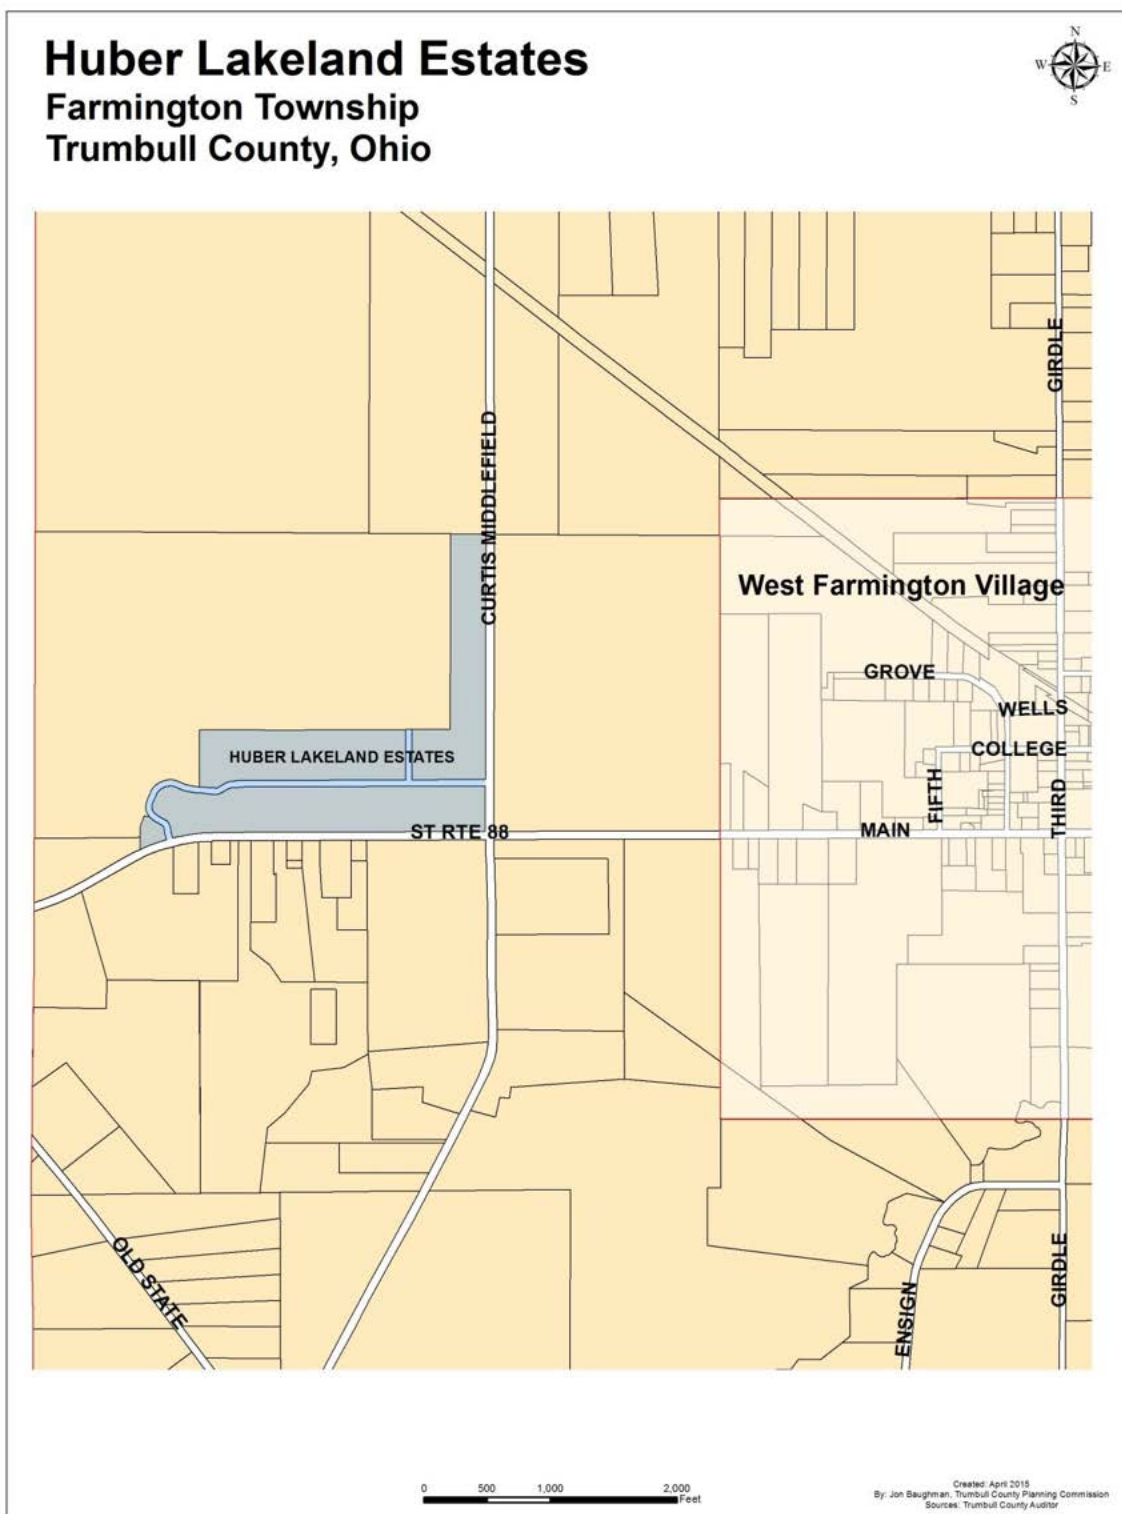 Huber Lakeland Estates
Farmington Township
Trumbull County, Ohio
N
W
E
S
GIRDLE
CURTIS MIDDLEFIELD
West Farmington Village
GROVE
WELLS
COLLEGE
HUBER LAKELAND ESTATES
FIFTH
THIRD
ST RTE 88
MAIN
OLD STATE
ENSIGN
GIRDLE
0 500 1,000 2,000
Feet
Created: April 2015
By: Jon Baughman, Trumbull County Planning Commission
Sources: Trumbull County Auditor